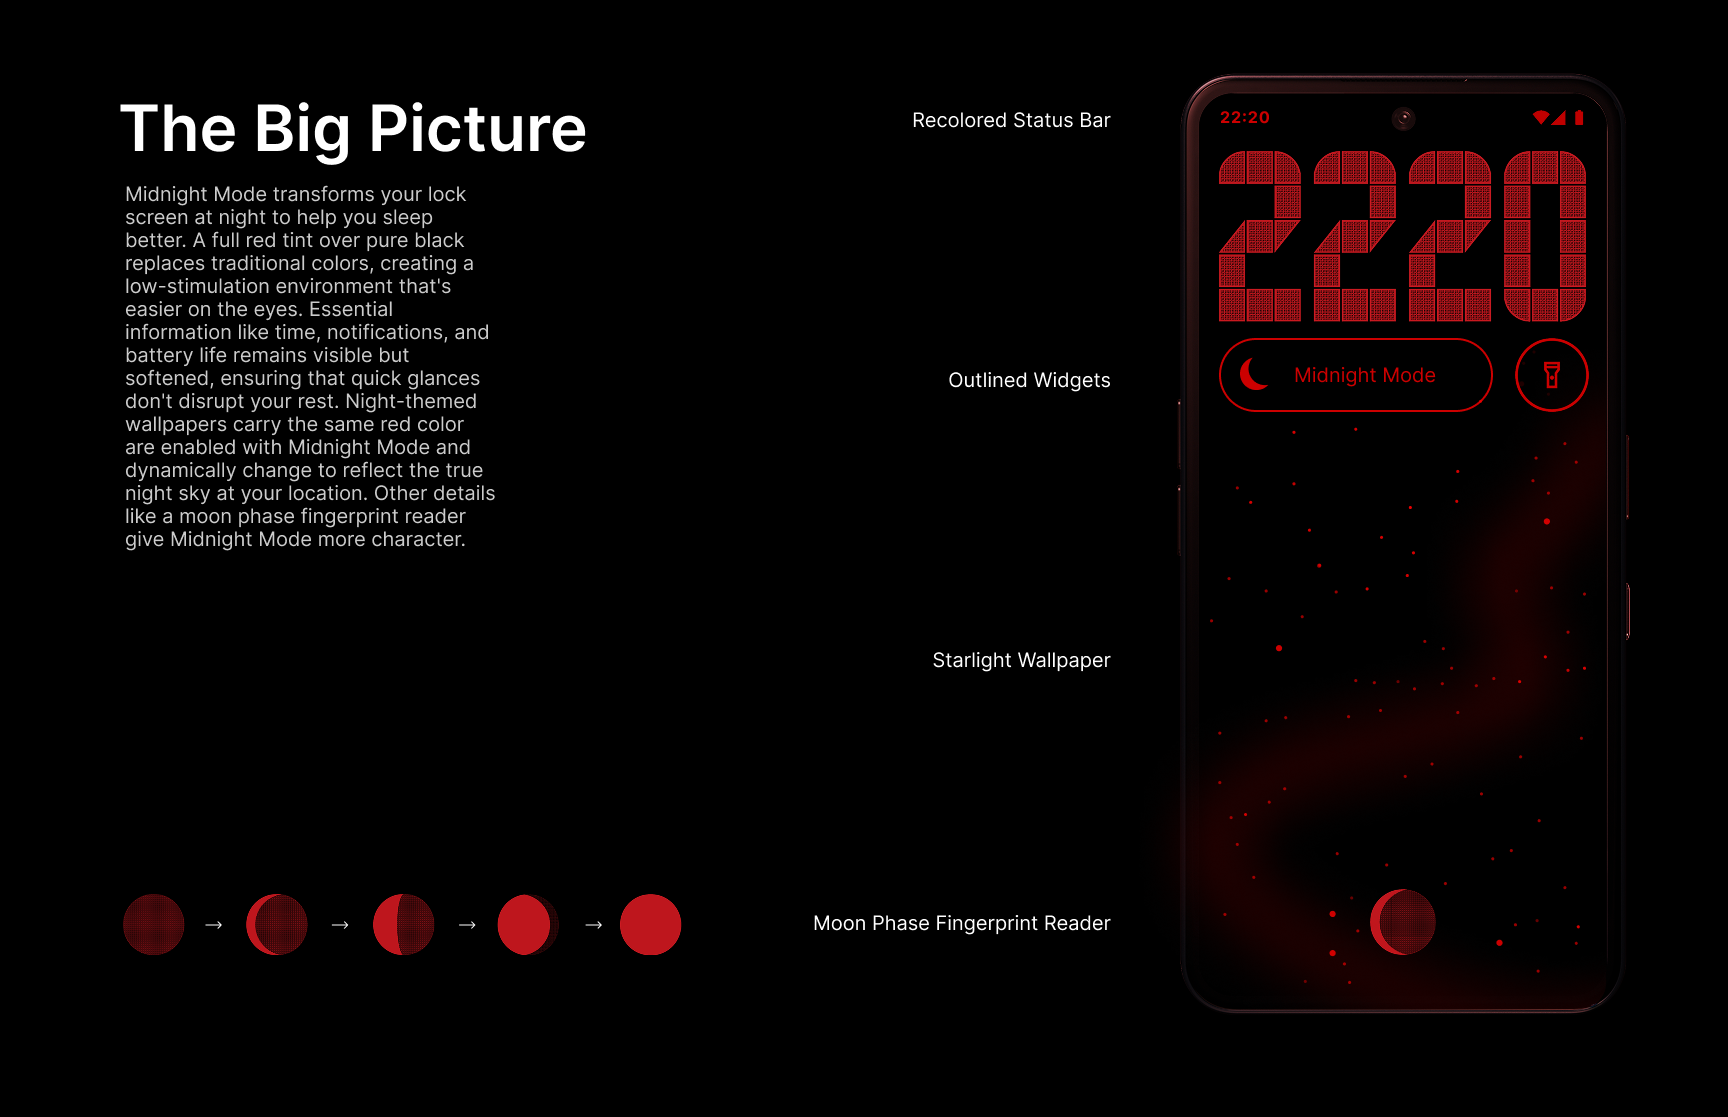 The Big Picture
Midnight Mode transforms your lock
screen at night to help you sleep
better. A full red tint over pure black
replaces traditional colors, creating a
low-stimulation environment that's
easier on the eyes. Essential
information like time, notifications, and
battery life remains visible but
softened, ensuring that quick glances
don't disrupt your rest. Night-themed
wallpapers carry the same red color
are enabled with Midnight Mode and
dynamically change to reflect the true
night sky at your location. Other details
like a moon phase fingerprint reader
give Midnight Mode more character.
Recolored Status Bar
Outlined Widgets
Starlight Wallpaper
Moon Phase Fingerprint Reader
22:20
2220
Midnight Mode